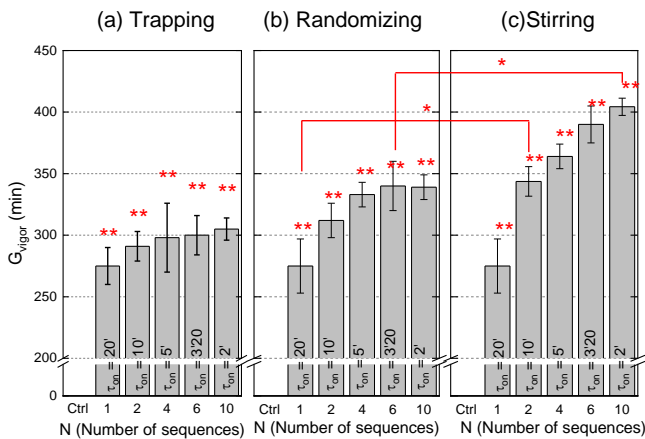 (a) Trapping
(b) Randomizing
(c)Stirring
G_vigor (min)
450
400
350
300
250
200
0
** ** ** ** **
τ_on = 20'
τ_on = 10'
τ_on = 5'
τ_on = 3'20
τ_on = 2'
Ctrl 1 2 4 6 10
N (Number of sequences)
** ** ** ** **
*
τ_on = 20'
τ_on = 10'
τ_on = 5'
τ_on = 3'20
τ_on = 2'
Ctrl 1 2 4 6 10
N (Number of sequences)
*
** ** ** ** **
τ_on = 20'
τ_on = 10'
τ_on = 5'
τ_on = 3'20
τ_on = 2'
Ctrl 1 2 4 6 10
N (Number of sequences)